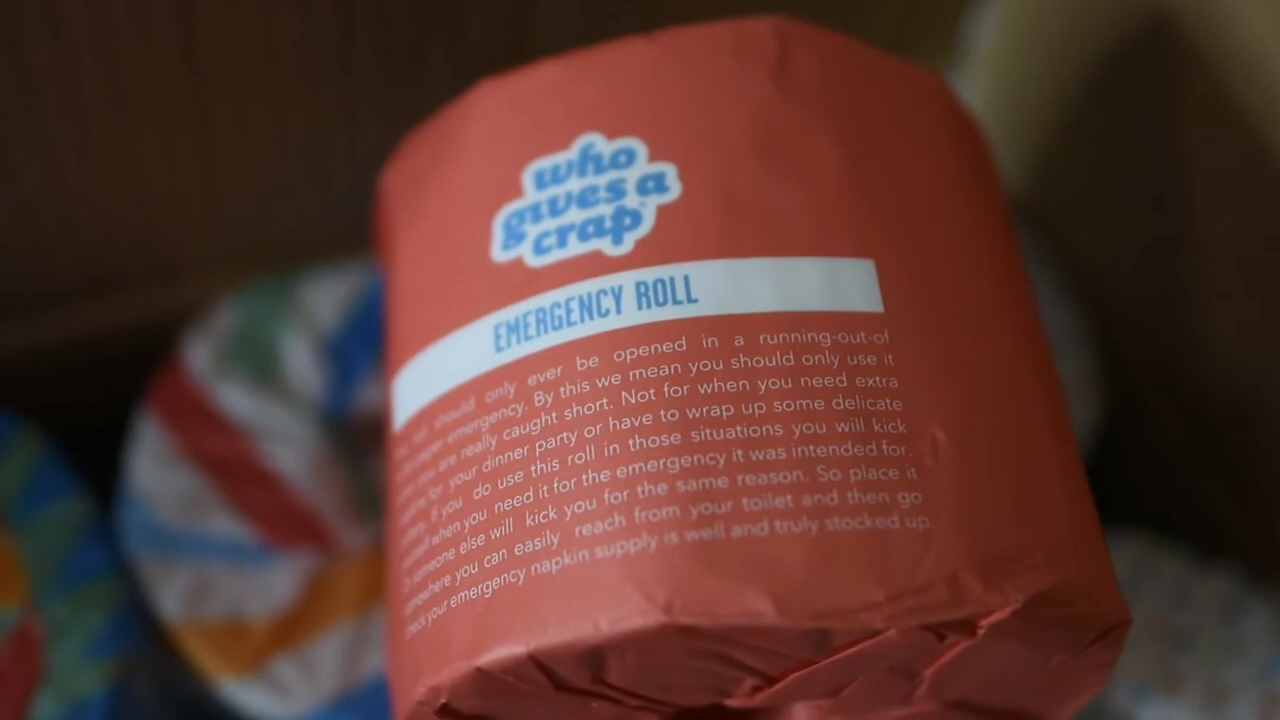 who
gives a
crap
EMERGENCY ROLL
should only ever be opened in a running-out-of
paper emergency. By this we mean you should only use it
you are really caught short. Not for when you need extra
for your dinner party or have to wrap up some delicate
If you do use this roll in those situations you will kick
when you need it for the emergency it was intended for.
someone else will kick you for the same reason. So place it
somewhere you can easily reach from your toilet and then go
check your emergency napkin supply is well and truly stocked up